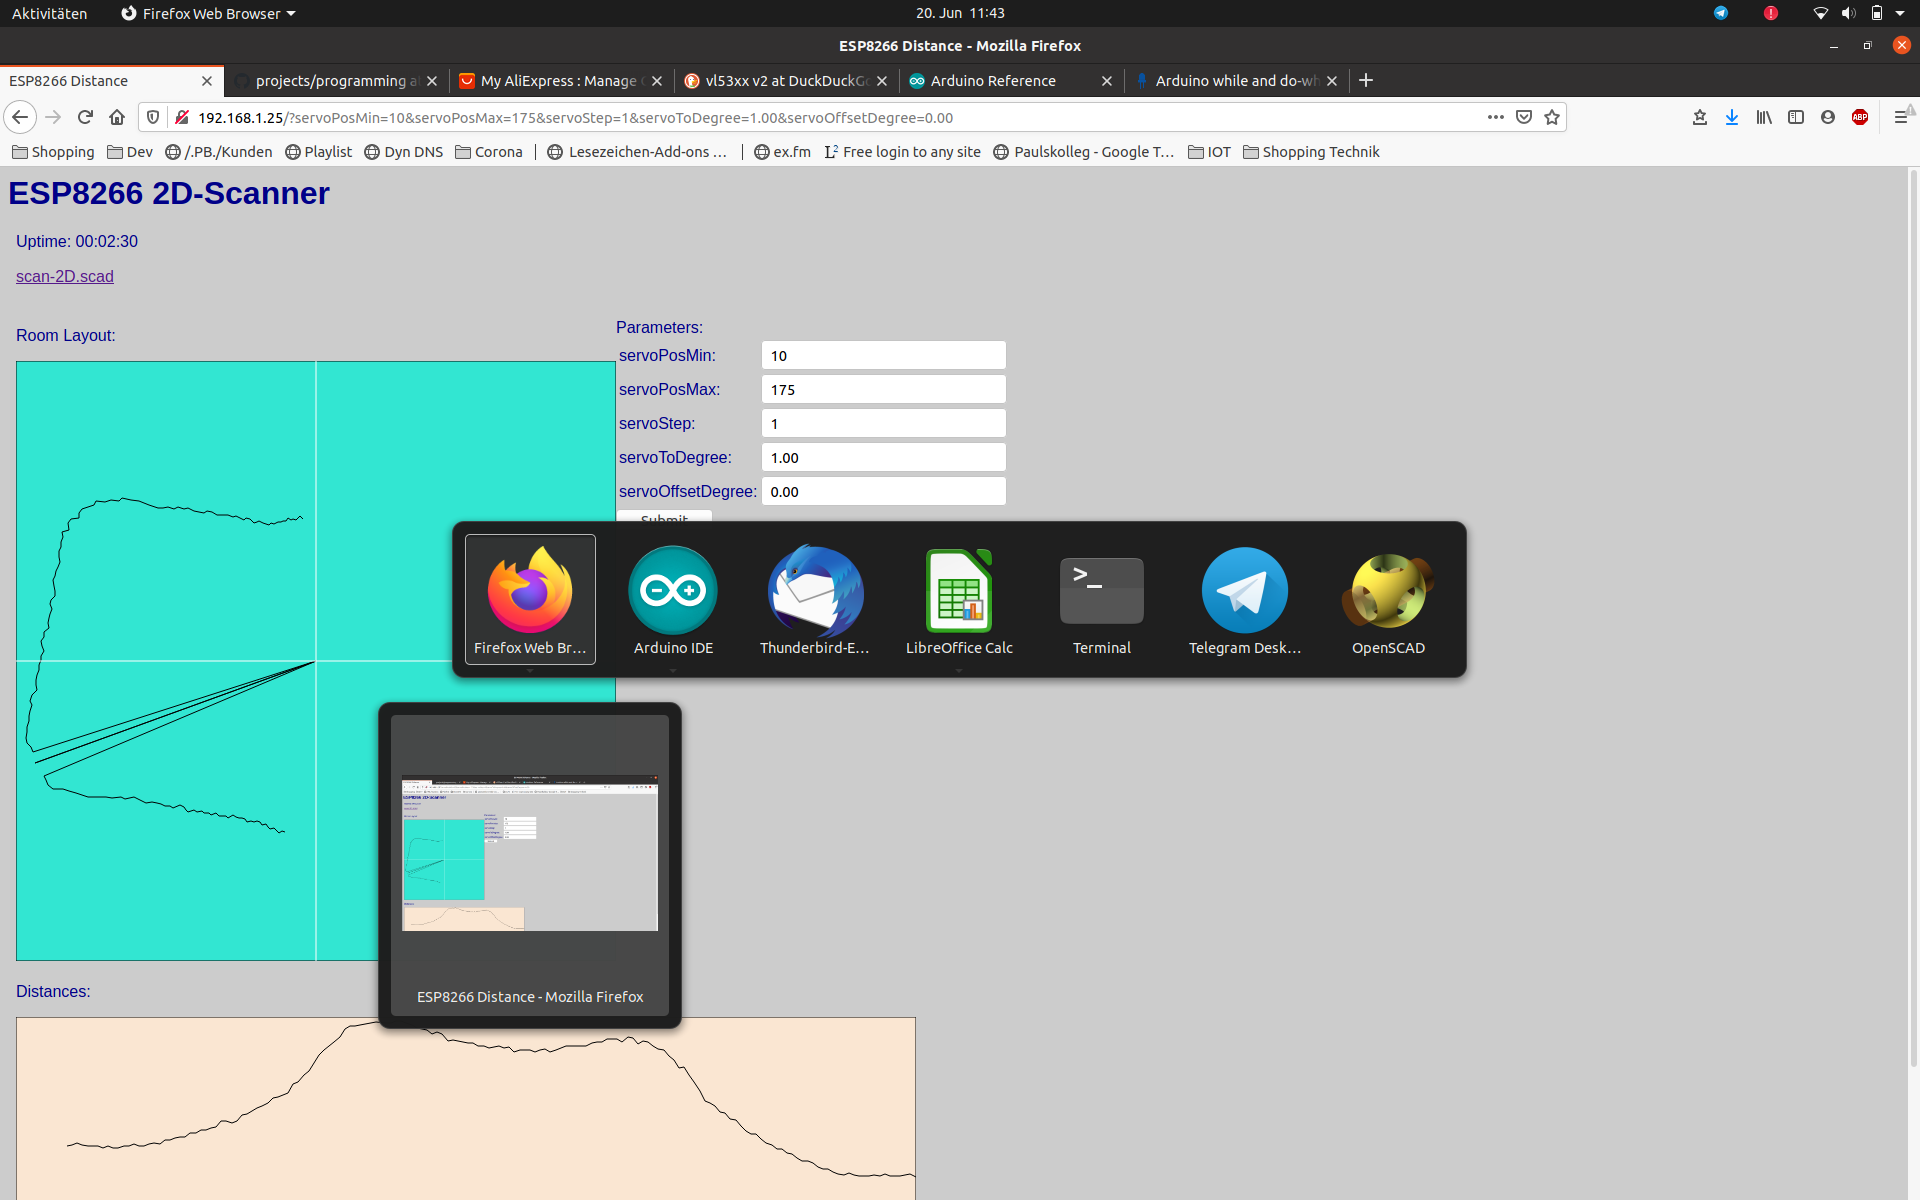 Aktivitäten Firefox Web Browser 20. Jun 11:43
ESP8266 Distance - Mozilla Firefox
ESP8266 Distance projects/programming a My AliExpress : Manage vl53xx v2 at DuckDuckG Arduino Reference Arduino while and do-wh
192.168.1.25/?servoPosMin=10&servoPosMax=175&servoStep=1&servoToDegree=1.00&servoOffsetDegree=0.00 ABP
Shopping Dev /.PB./Kunden Playlist Dyn DNS Corona Lesezeichen-Add-ons … ex.fm L² Free login to any site Paulskolleg - Google T… IOT Shopping Technik
ESP8266 2D-Scanner
Uptime: 00:02:30
scan-2D.scad
Room Layout:
Parameters:
servoPosMin: 10
servoPosMax: 175
servoStep: 1
servoToDegree: 1.00
servoOffsetDegree: 0.00
Submit
Firefox Web Br… Arduino IDE Thunderbird-E… LibreOffice Calc Terminal Telegram Desk… OpenSCAD
ESP8266 2D-Scanner
ESP8266 Distance - Mozilla Firefox
Distances: